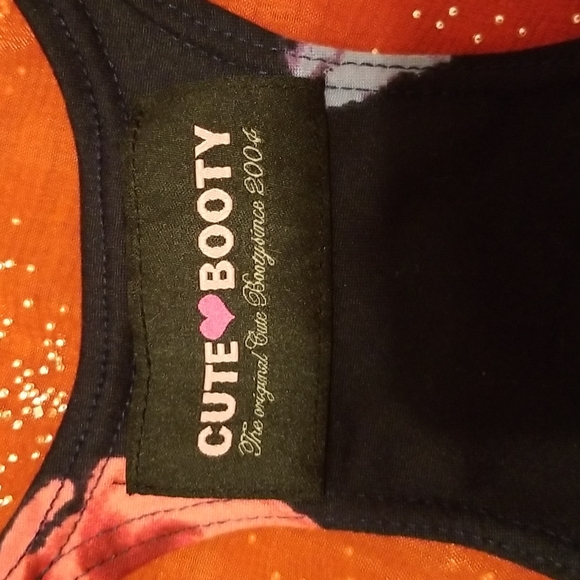 CUTE♥BOOTY
The original Cute Booty since 2004